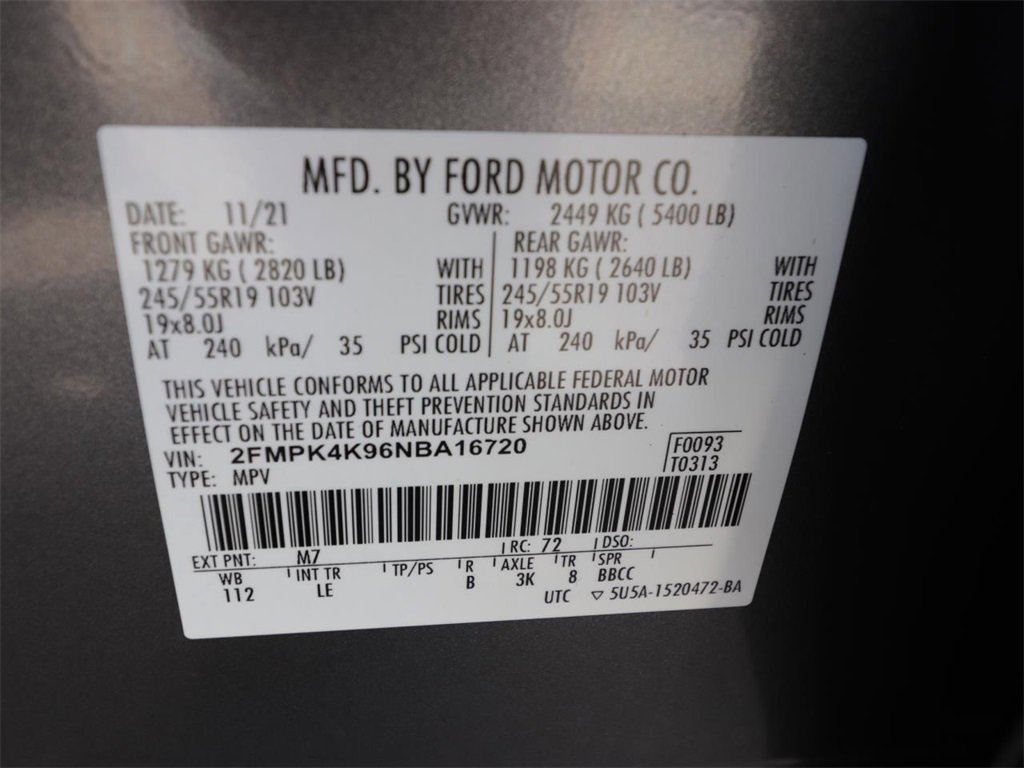 MFD. BY FORD MOTOR CO.
DATE: 11/21 GVWR: 2449 KG ( 5400 LB)
FRONT GAWR: REAR GAWR:
1279 KG ( 2820 LB) WITH 1198 KG ( 2640 LB) WITH
245/55R19 103V TIRES 245/55R19 103V TIRES
19x8.0J RIMS 19x8.0J RIMS
AT 240 kPa/ 35 PSI COLD AT 240 kPa/ 35 PSI COLD
THIS VEHICLE CONFORMS TO ALL APPLICABLE FEDERAL MOTOR
VEHICLE SAFETY AND THEFT PREVENTION STANDARDS IN
EFFECT ON THE DATE OF MANUFACTURE SHOWN ABOVE.
VIN: 2FMPK4K96NBA16720 F0093
TYPE: MPV T0313
EXT PNT: M7 RC: 72 DSO:
WB INT TR TP/PS R AXLE TR SPR
112 LE B 3K 8 BBCC
UTC ▽ 5U5A-1520472-BA